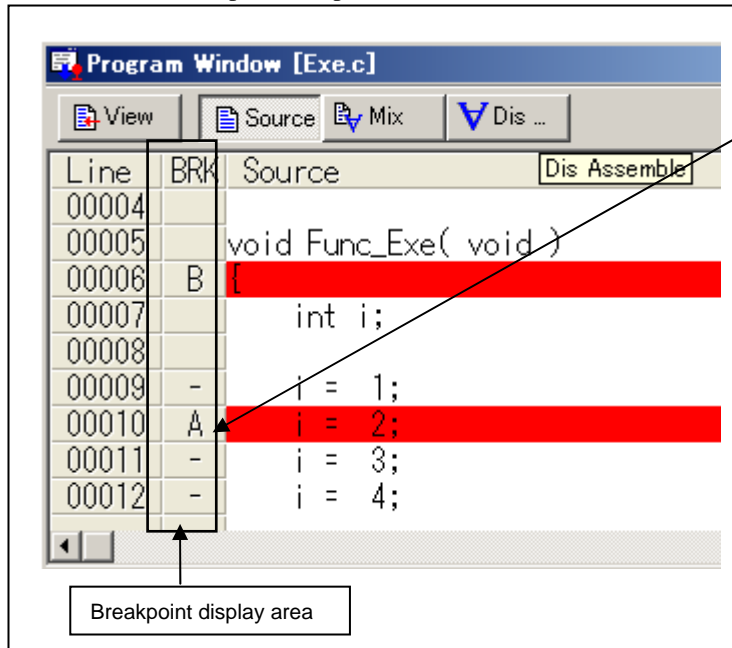 Program Window [Exe.c]
View Source Mix Dis ...
Line BRK Source Dis Assemble
00004
00005 void Func_Exe( void )
00006 B {
00007 int i;
00008
00009 - i = 1;
00010 A i = 2;
00011 - i = 3;
00012 - i = 4;
Breakpoint display area